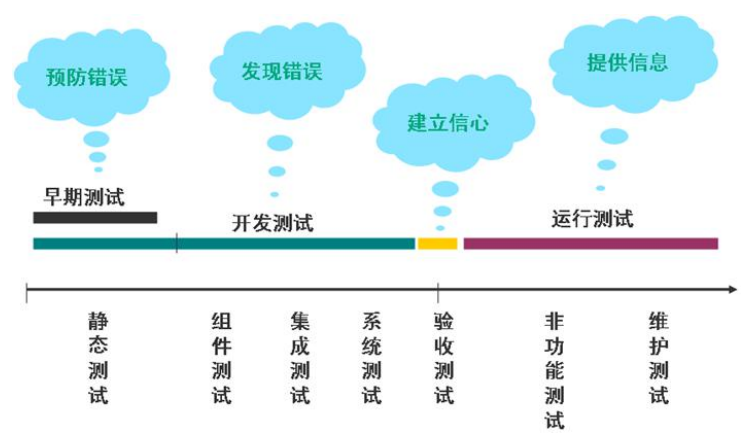 预防错误
发现错误
建立信心
提供信息
早期测试
开发测试
运行测试
静态测试
组件测试
集成测试
系统测试
验收测试
非功能测试
维护测试